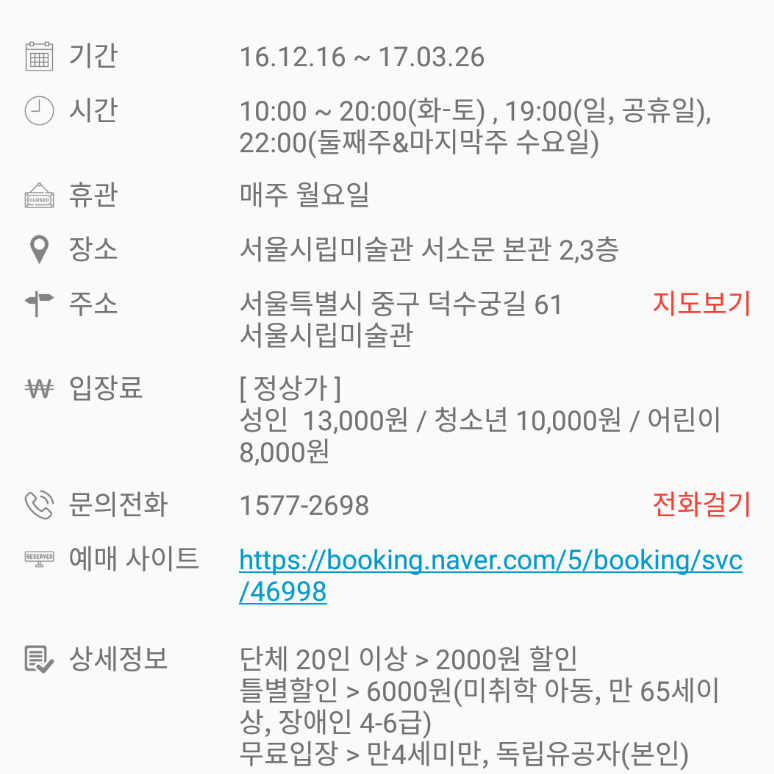 기간 16.12.16 ~ 17.03.26
시간 10:00 ~ 20:00(화-토) , 19:00(일, 공휴일),
22:00(둘째주&마지막주 수요일)
CLOSED
휴관 매주 월요일
장소 서울시립미술관 서소문 본관 2,3층
주소 서울특별시 중구 덕수궁길 61 지도보기
서울시립미술관
₩ 입장료 [ 정상가 ]
성인 13,000원 / 청소년 10,000원 / 어린이
8,000원
문의전화 1577-2698 전화걸기
RESERVED
예매 사이트 https://booking.naver.com/5/booking/svc
/46998
상세정보 단체 20인 이상 > 2000원 할인
틀별할인 > 6000원(미취학 아동, 만 65세이
상, 장애인 4-6급)
무료입장 > 만4세미만, 독립유공자(본인)